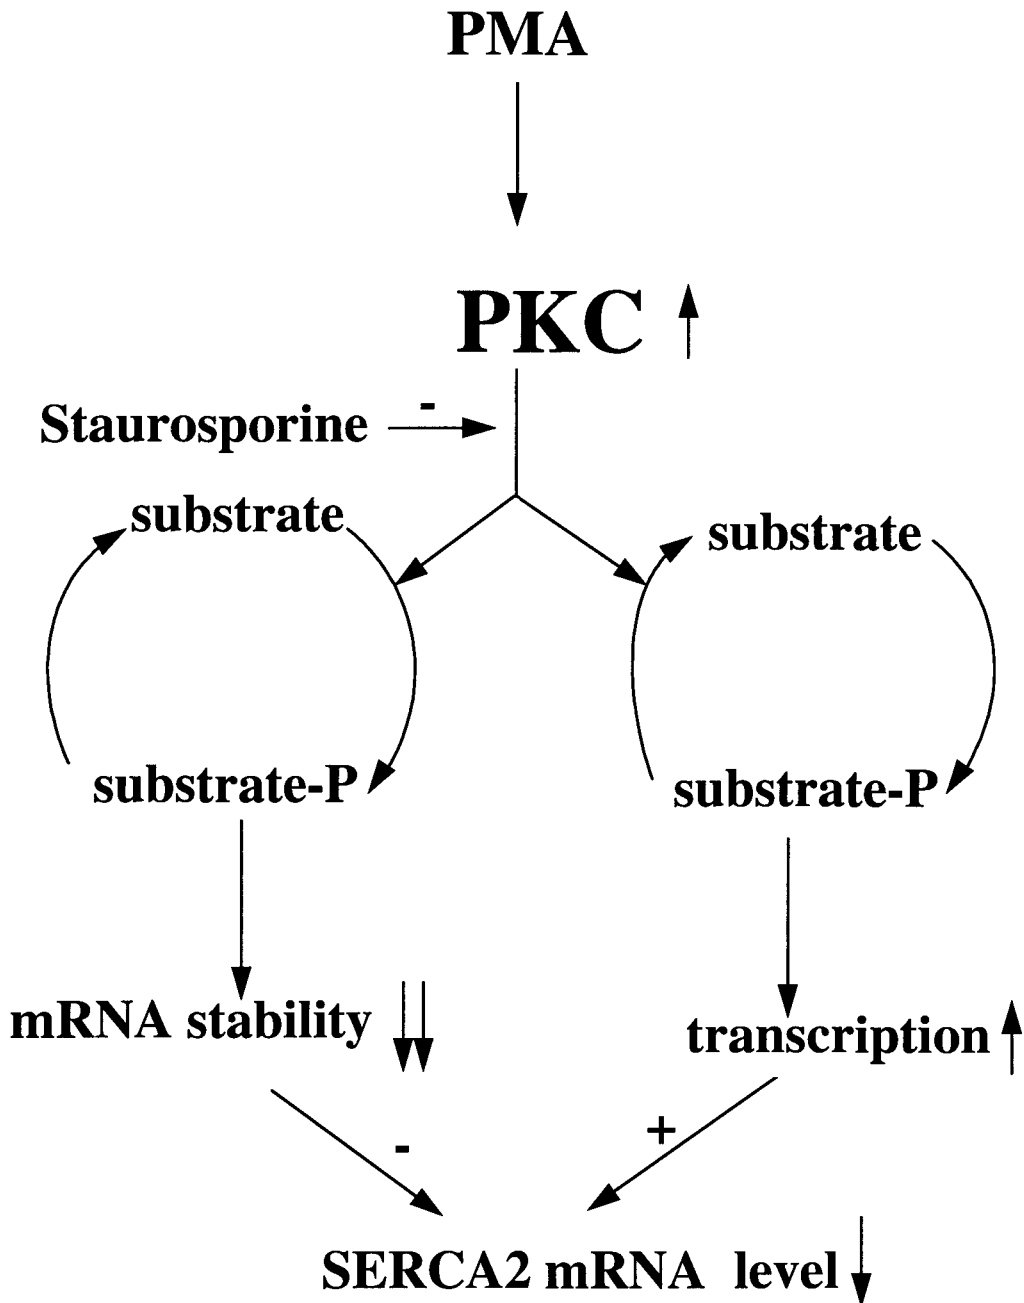 PMA
PKC
Staurosporine -
substrate
substrate
substrate-P
substrate-P
mRNA stability
transcription
- +
SERCA2 mRNA level